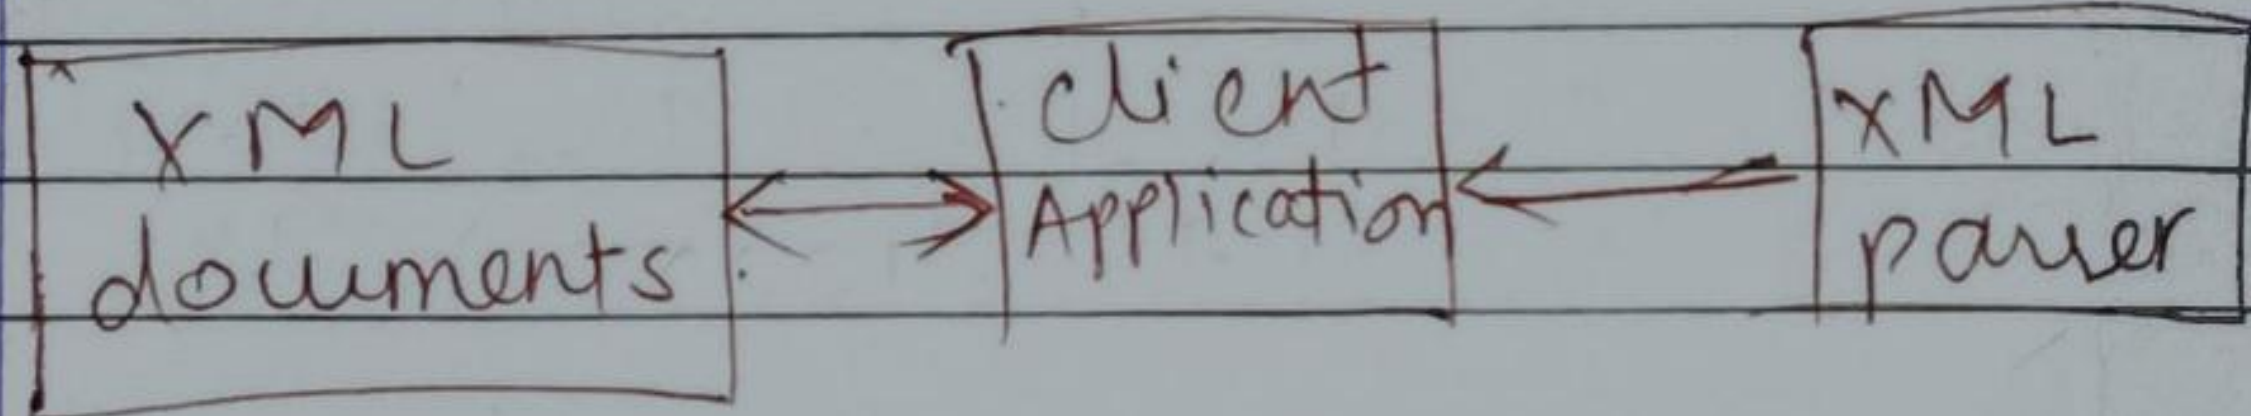 XML
documents
client
Application
XML
parser